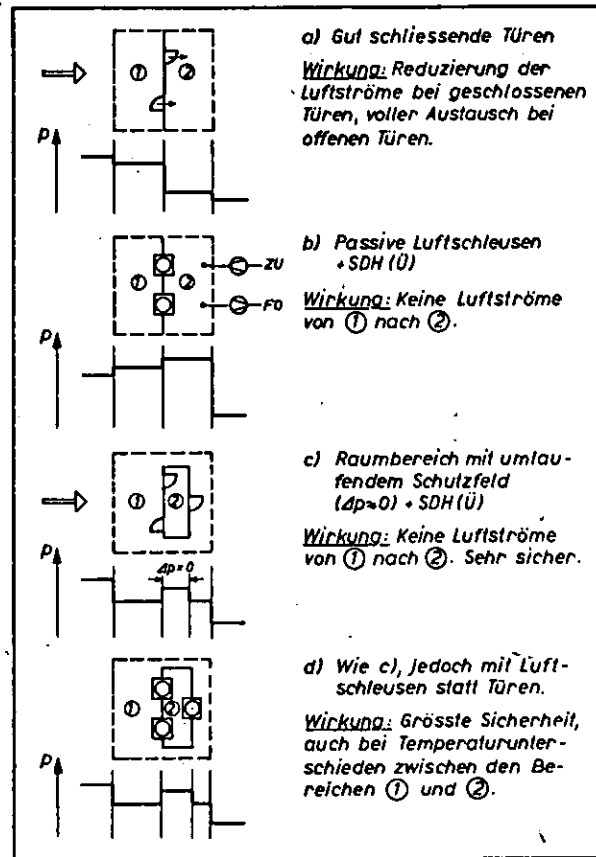 ① ②
p
a) Gut schliessende Türen
Wirkung: Reduzierung der
Luftströme bei geschlossenen
Türen, voller Austausch bei
offenen Türen.
① ② ZU
FO
p
b) Passive Luftschleusen
+ SDH (Ü)
Wirkung: Keine Luftströme
von ① nach ②.
① ②
p
Δp≈0
c) Raumbereich mit umlau-
fendem Schutzfeld
(Δp≈0) + SDH (Ü)
Wirkung: Keine Luftströme
von ① nach ②. Sehr sicher.
① ②
p
d) Wie c), jedoch mit Luft-
schleusen statt Türen.
Wirkung: Grösste Sicherheit,
auch bei Temperaturunter-
schieden zwischen den Be-
reichen ① und ②.